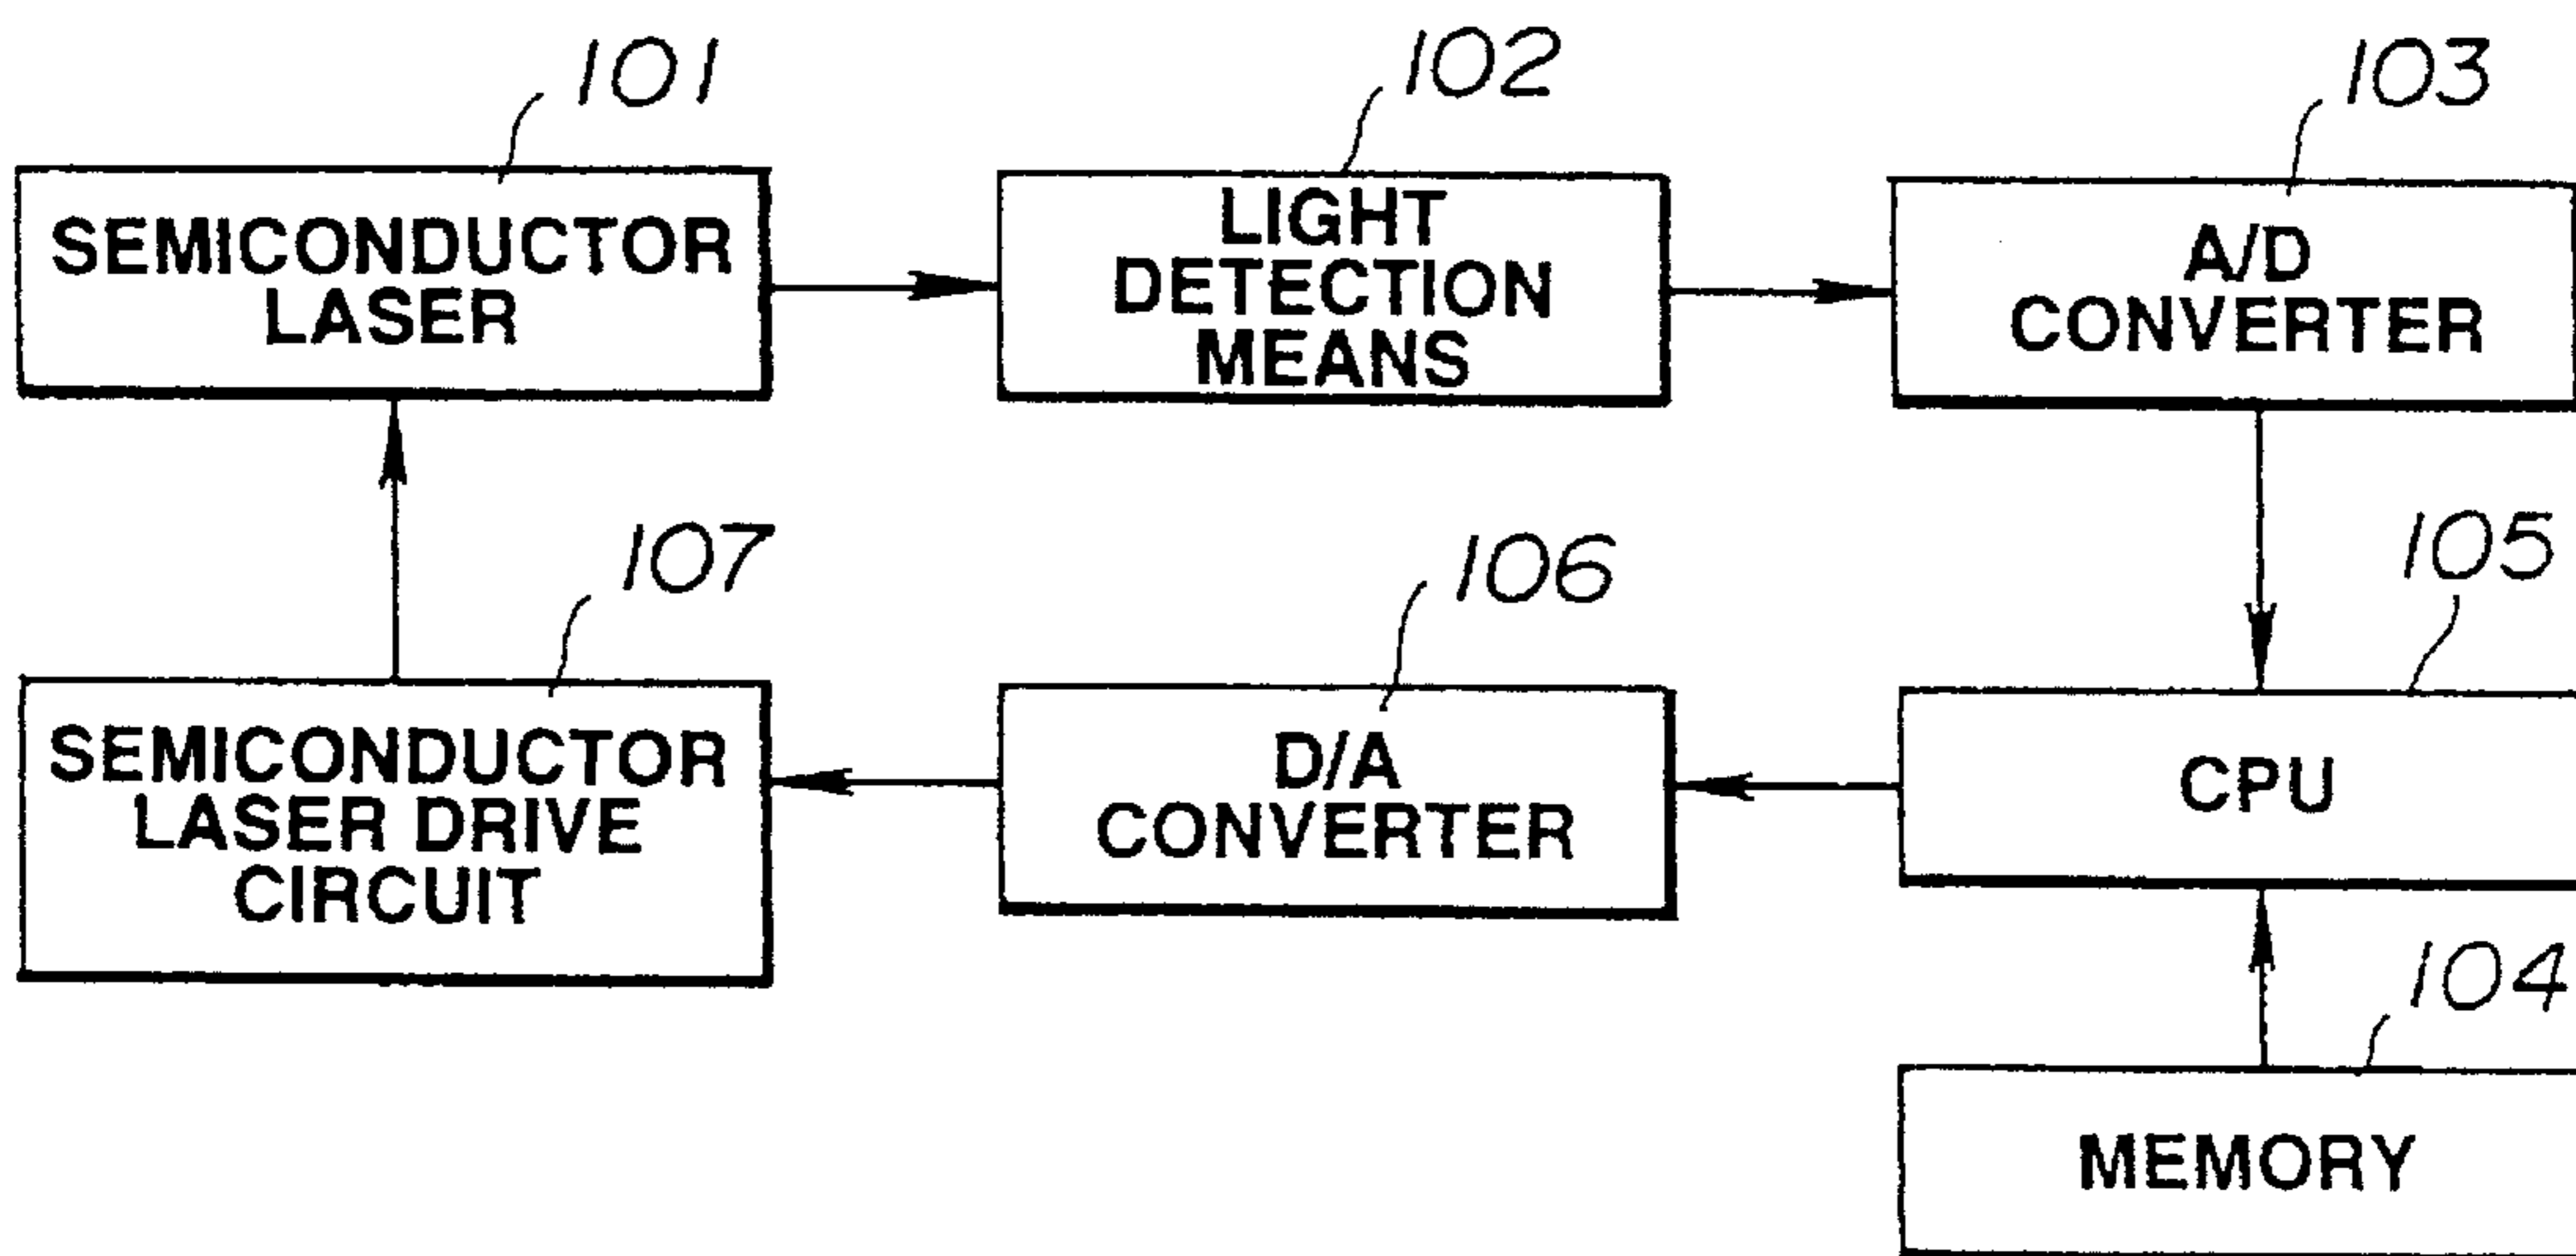 101
102
103
SEMICONDUCTOR
LASER
LIGHT
DETECTION
MEANS
A/D
CONVERTER
107
106
105
SEMICONDUCTOR
LASER DRIVE
CIRCUIT
D/A
CONVERTER
CPU
104
MEMORY